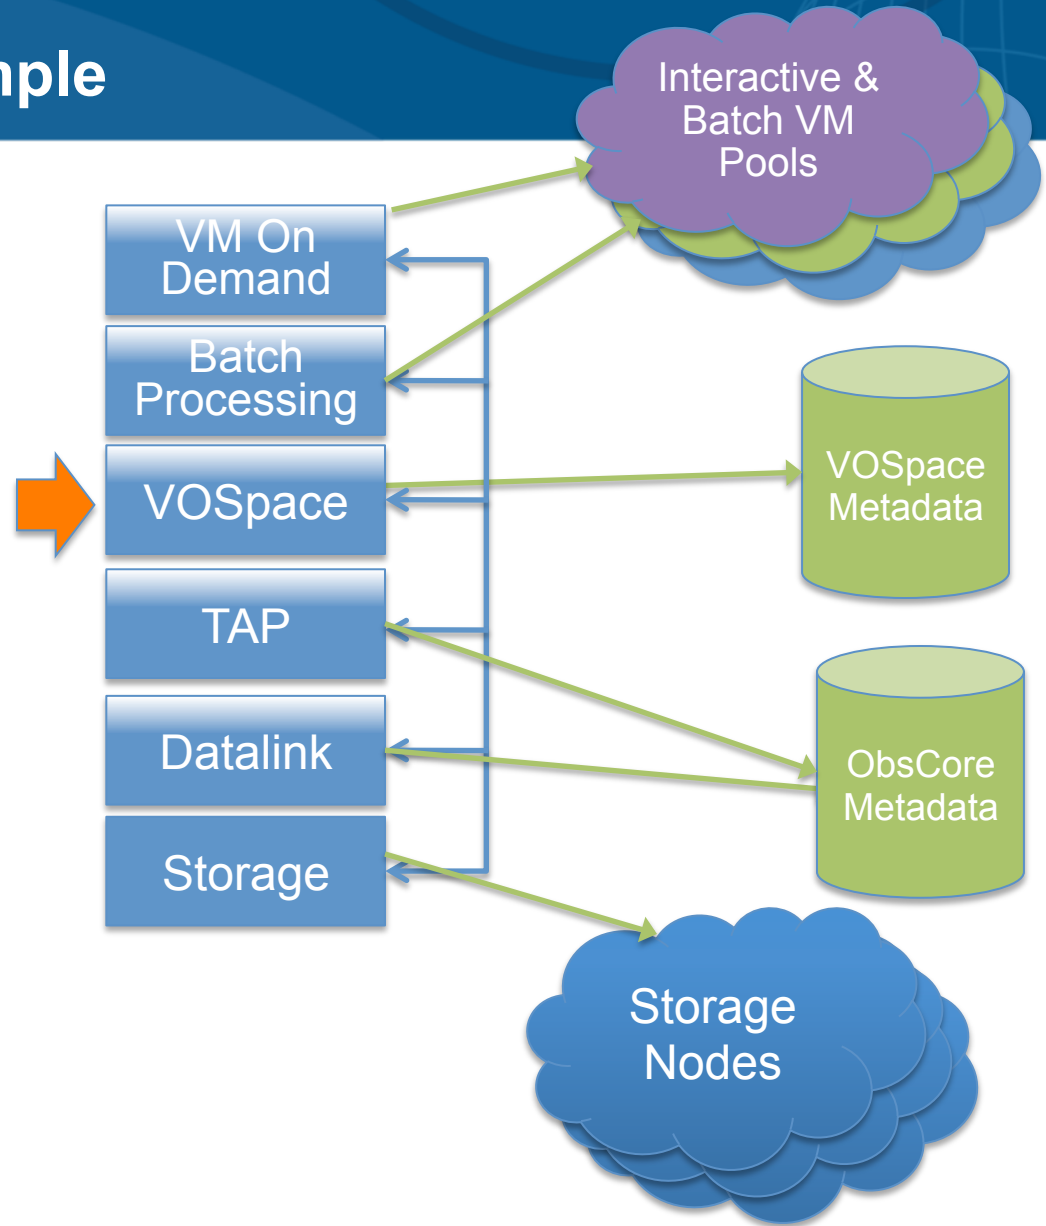 Interactive &
Batch VM
Pools
VM On
Demand
Batch
Processing
VOSpace
VOSpace
Metadata
TAP
Datalink
ObsCore
Metadata
Storage
Storage
Nodes